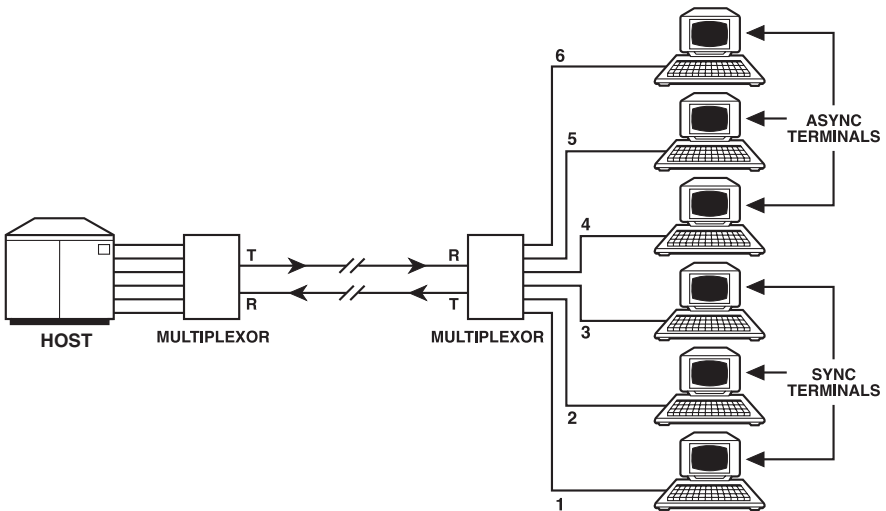 6
5
ASYNC
TERMINALS
4
T
R
R
T
HOST
MULTIPLEXOR
MULTIPLEXOR
3
SYNC
TERMINALS
2
1